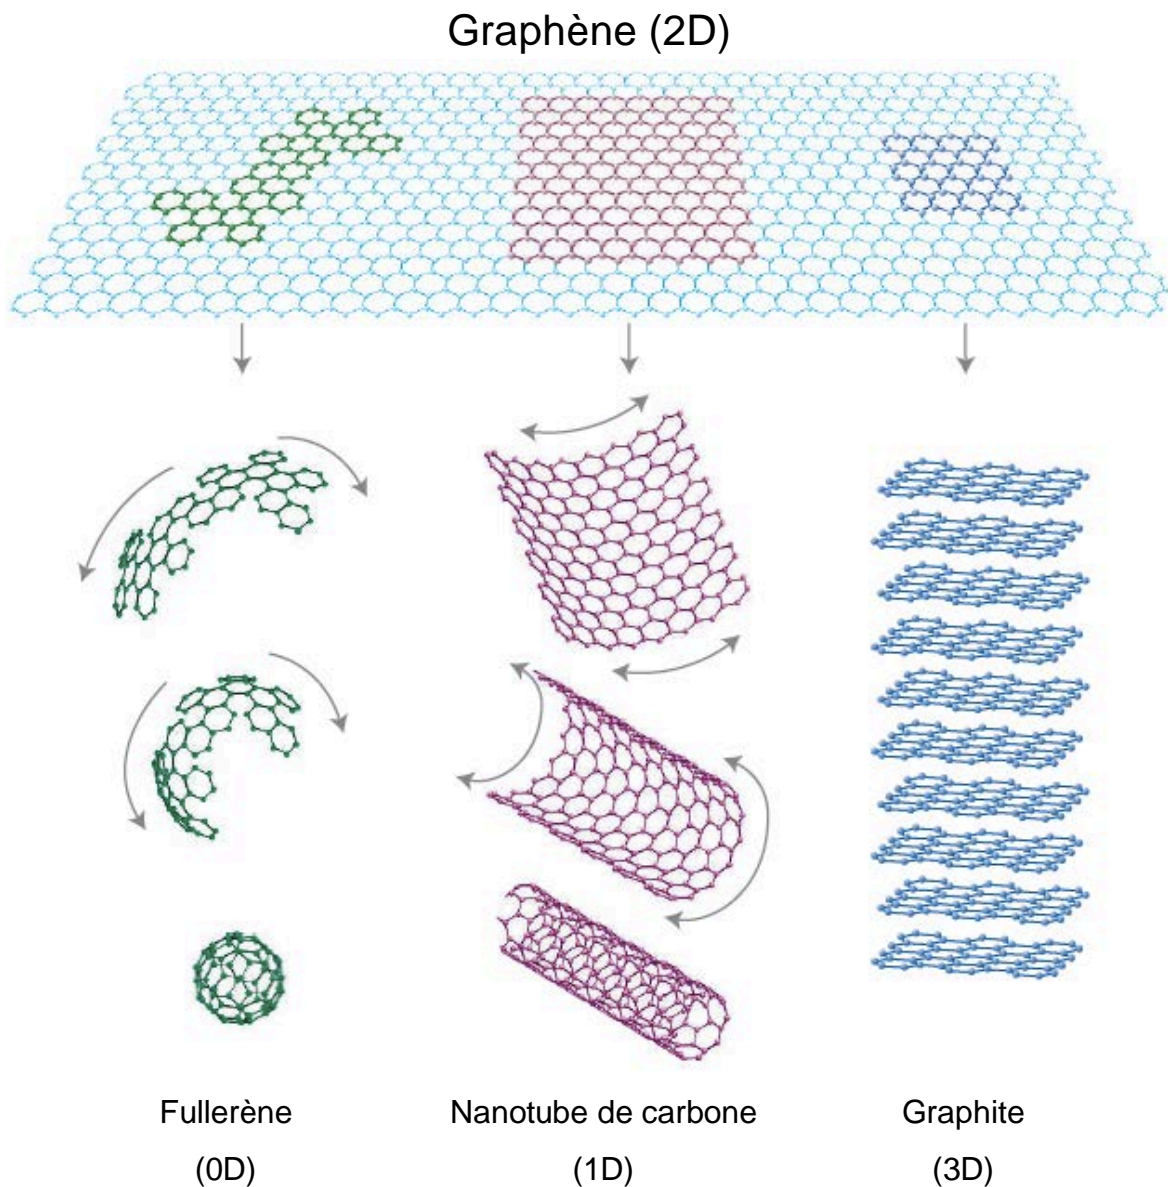 Graphène (2D)
Fullerène
Nanotube de carbone
Graphite
(0D)
(1D)
(3D)